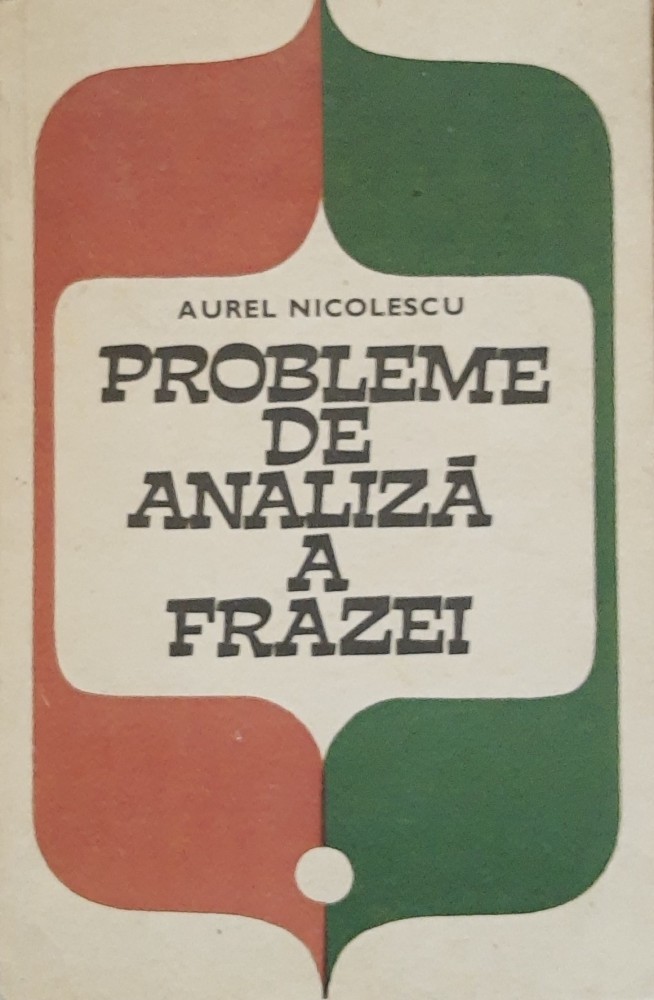 AUREL NICOLESCU
PROBLEME
DE
ANALIZĂ
A
FRAZEI